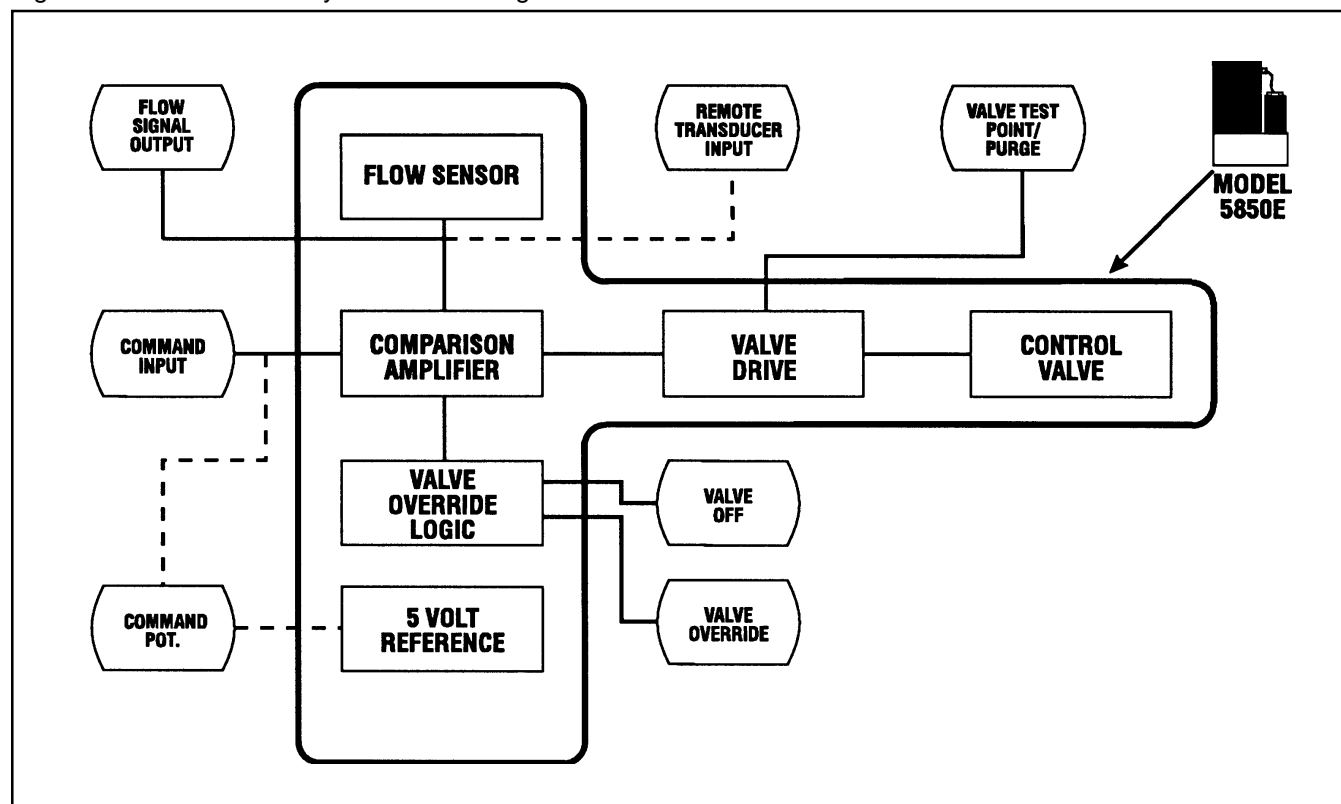 FLOW
SIGNAL
OUTPUT
REMOTE
TRANSDUCER
INPUT
VALVE TEST
POINT/
PURGE
FLOW SENSOR
MODEL
5850E
COMMAND
INPUT
COMPARISON
AMPLIFIER
VALVE
DRIVE
CONTROL
VALVE
VALVE
OVERRIDE
LOGIC
VALVE
OFF
COMMAND
POT.
5 VOLT
REFERENCE
VALVE
OVERRIDE